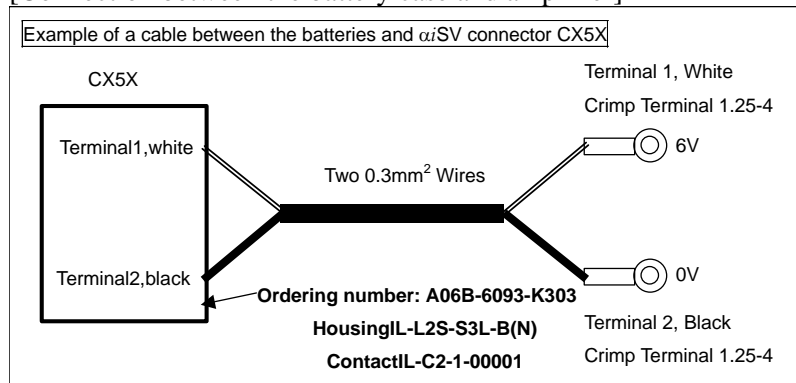 Example of a cable between the batteries and αiSV connector CX5X
CX5X
Terminal 1, White
Crimp Terminal 1.25-4
Terminal1,white
6V
Two 0.3mm² Wires
Terminal2,black
0V
Ordering number: A06B-6093-K303
HousingIL-L2S-S3L-B(N)
ContactIL-C2-1-00001
Terminal 2, Black
Crimp Terminal 1.25-4